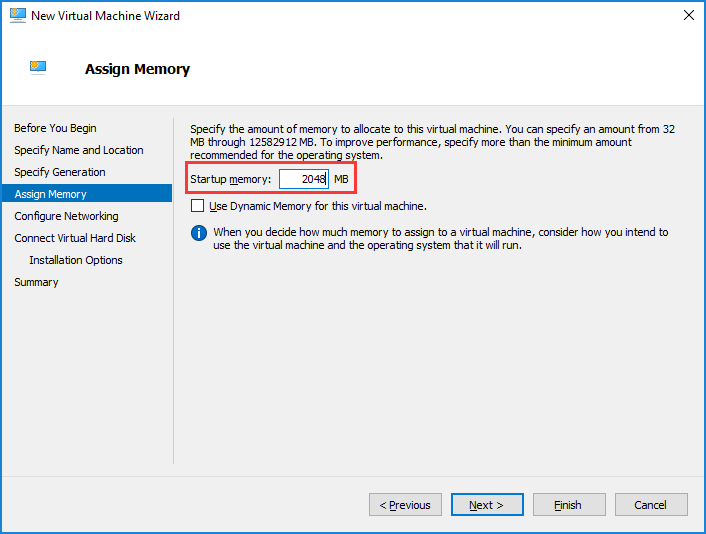 New Virtual Machine Wizard
Assign Memory
Before You Begin
Specify Name and Location
Specify Generation
Assign Memory
Configure Networking
Connect Virtual Hard Disk
Installation Options
Summary
Specify the amount of memory to allocate to this virtual machine. You can specify an amount from 32
MB through 12582912 MB. To improve performance, specify more than the minimum amount
recommended for the operating system.
Startup memory: 2048 MB
Use Dynamic Memory for this virtual machine.
When you decide how much memory to assign to a virtual machine, consider how you intend to
use the virtual machine and the operating system that it will run.
< Previous Next > Finish Cancel